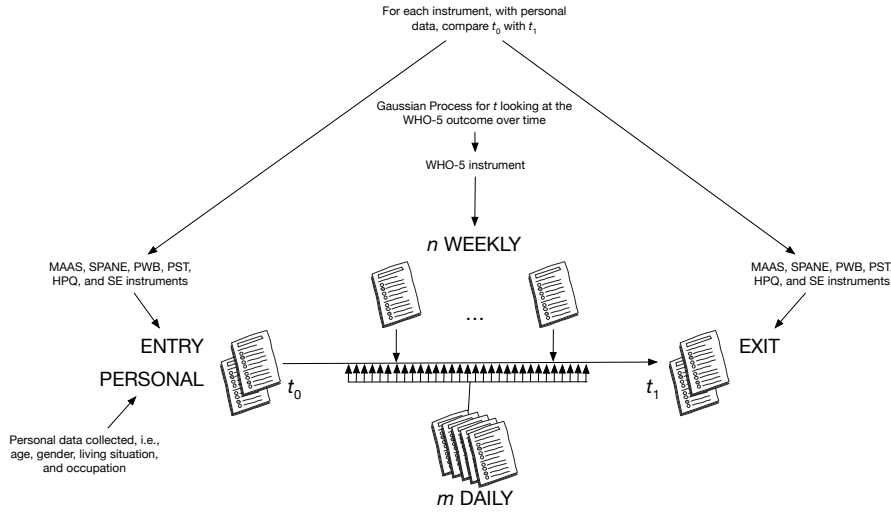 For each instrument, with personal
data, compare t0 with t1
Gaussian Process for t looking at the
WHO-5 outcome over time
WHO-5 instrument
n WEEKLY
MAAS, SPANE, PWB, PST,
HPQ, and SE instruments
MAAS, SPANE, PWB, PST,
HPQ, and SE instruments
...
ENTRY
EXIT
PERSONAL
t0
t1
Personal data collected, i.e.,
age, gender, living situation,
and occupation
m DAILY